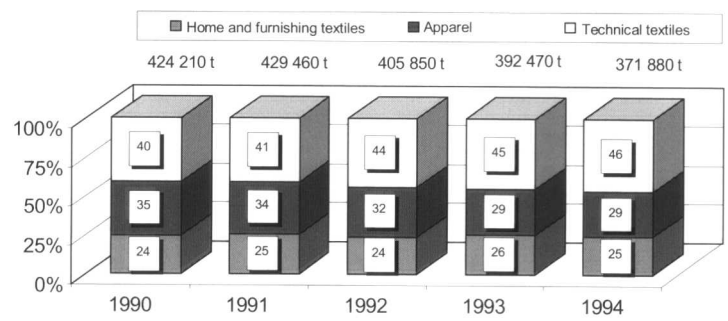 Home and furnishing textiles Apparel Technical textiles
424 210 t 429 460 t 405 850 t 392 470 t 371 880 t
100%
75%
50%
25%
0%
40 41 44 45 46
35 34 32 29 29
24 25 24 26 25
1990 1991 1992 1993 1994